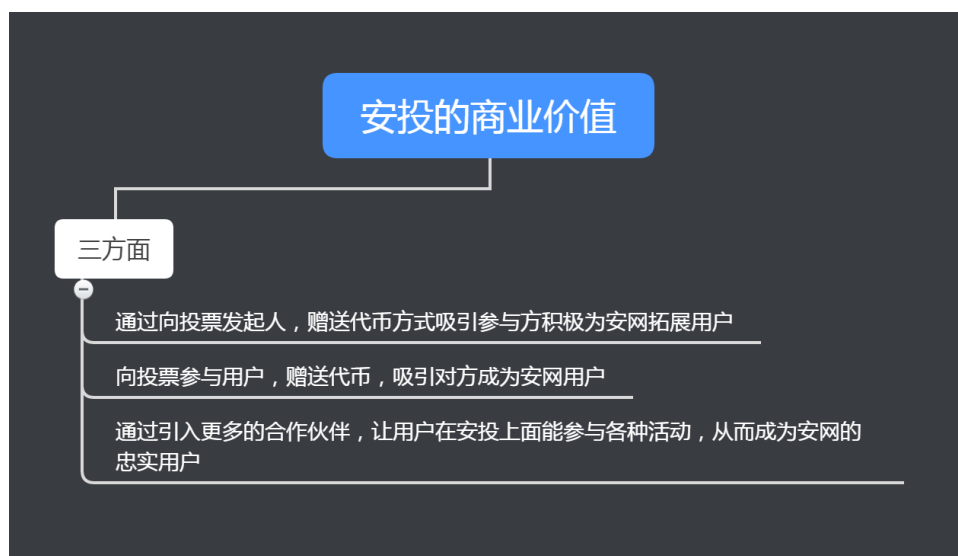 安投的商业价值
三方面
通过向投票发起人，赠送代币方式吸引参与方积极为安网拓展用户
向投票参与用户，赠送代币，吸引对方成为安网用户
通过引入更多的合作伙伴，让用户在安投上面能参与各种活动，从而成为安网的
忠实用户